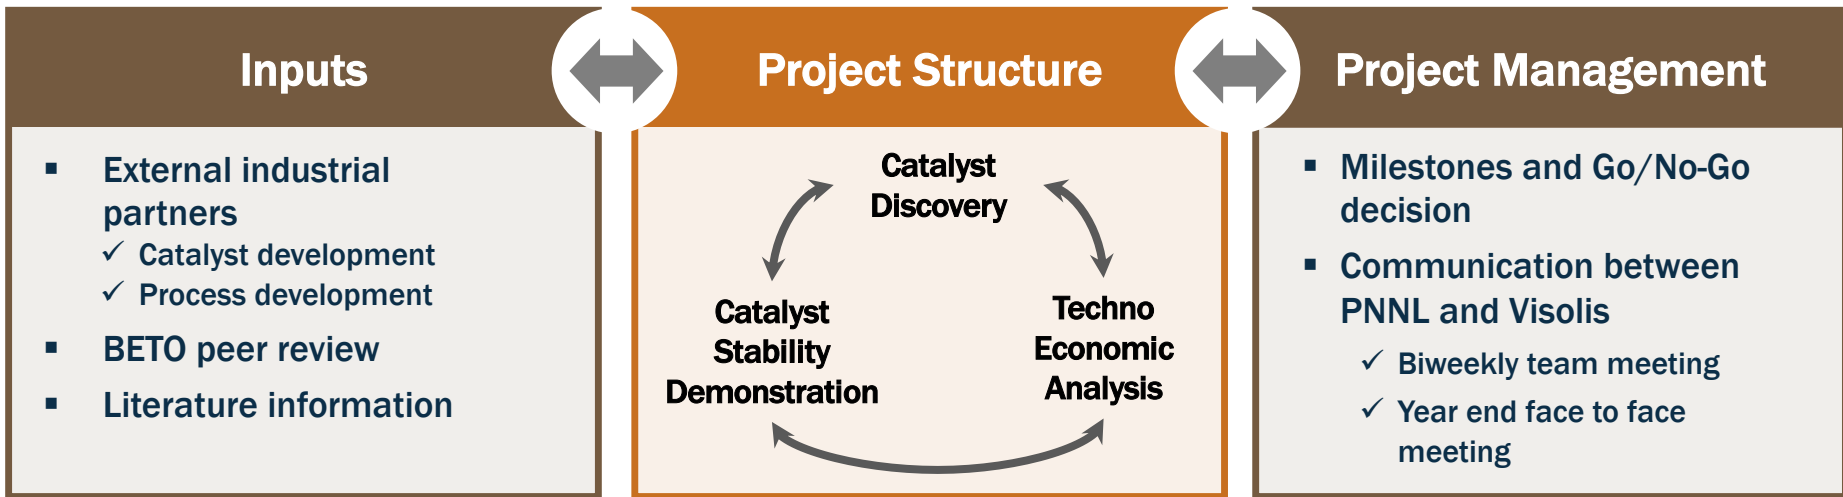 Inputs
External industrial
partners
✓ Catalyst development
✓ Process development
BETO peer review
Literature information
Project Structure
Catalyst
Discovery
Catalyst
Stability
Demonstration
Techno
Economic
Analysis
Project Management
Milestones and Go/No-Go
decision
Communication between
PNNL and Visolis
✓ Biweekly team meeting
✓ Year end face to face
meeting